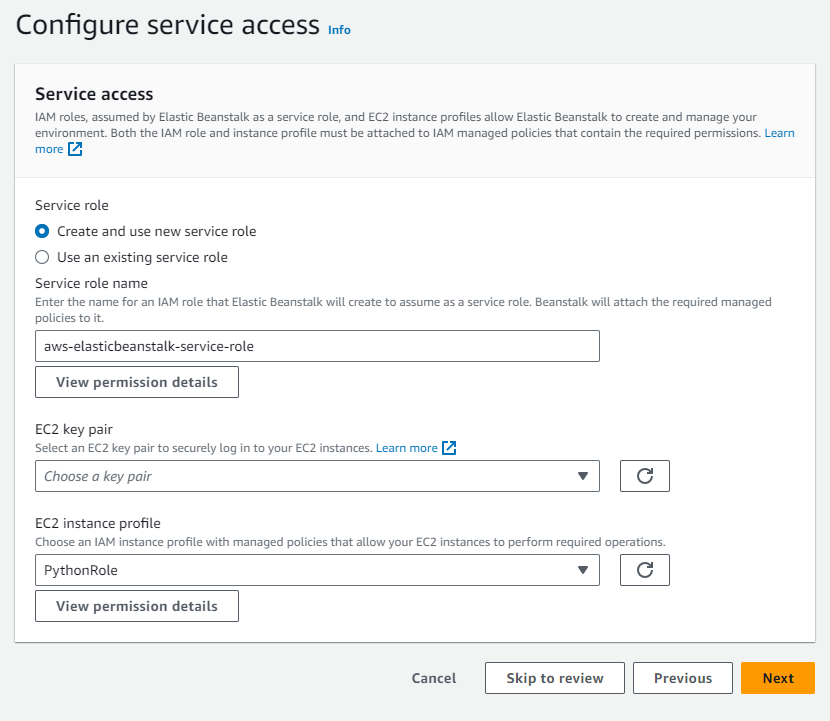 Configure service access Info
Service access
IAM roles, assumed by Elastic Beanstalk as a service role, and EC2 instance profiles allow Elastic Beanstalk to create and manage your
environment. Both the IAM role and instance profile must be attached to IAM managed policies that contain the required permissions. Learn
more
Service role
Create and use new service role
Use an existing service role
Service role name
Enter the name for an IAM role that Elastic Beanstalk will create to assume as a service role. Beanstalk will attach the required managed
policies to it.
aws-elasticbeanstalk-service-role
View permission details
EC2 key pair
Select an EC2 key pair to securely log in to your EC2 instances. Learn more
Choose a key pair
EC2 instance profile
Choose an IAM instance profile with managed policies that allow your EC2 instances to perform required operations.
PythonRole
View permission details
Cancel Skip to review Previous Next